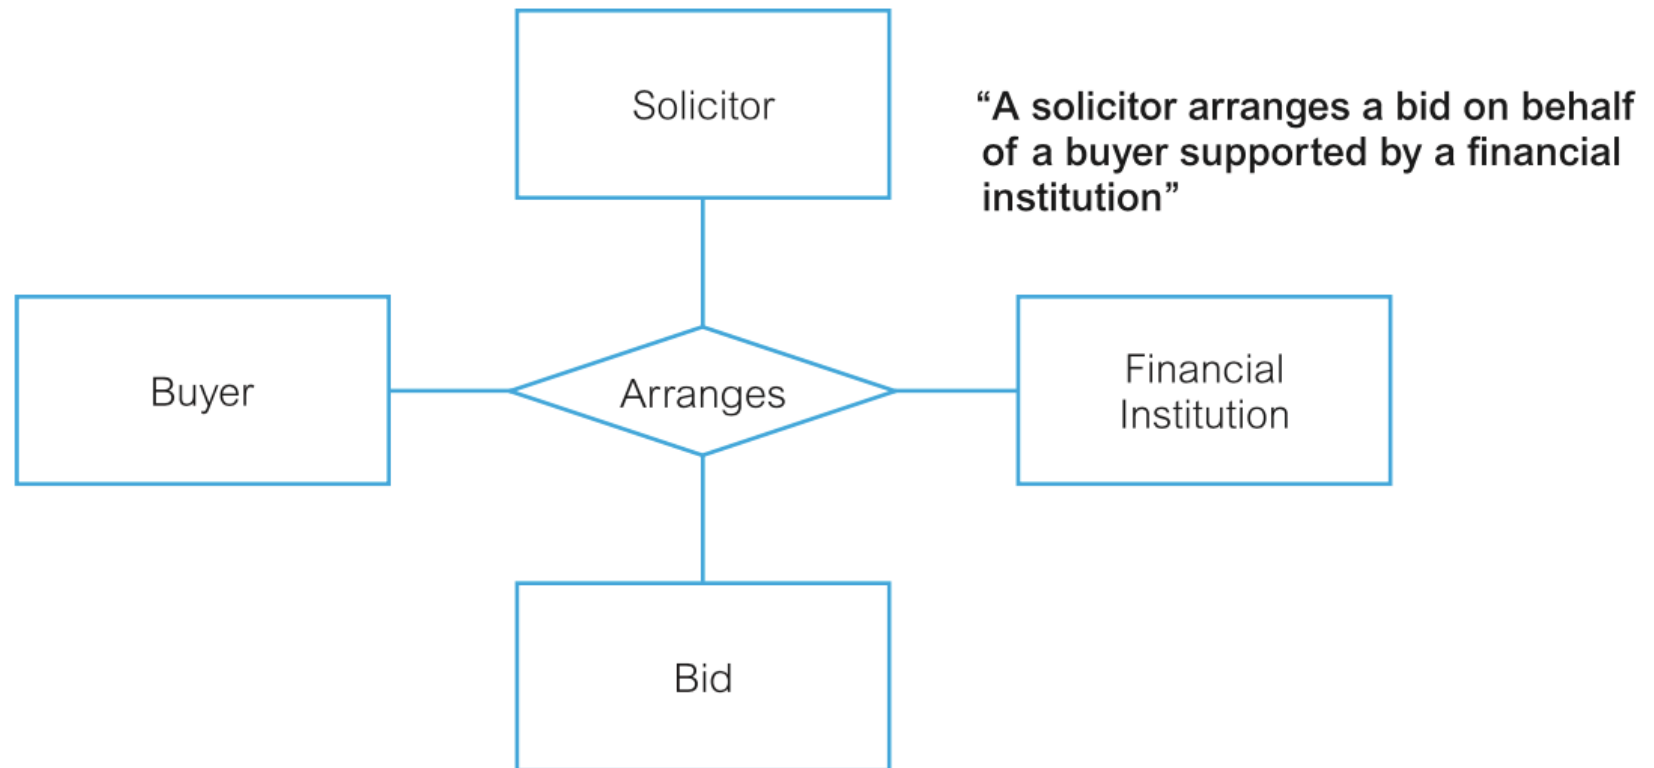 Solicitor
“A solicitor arranges a bid on behalf
of a buyer supported by a financial
institution”
Buyer
Arranges
Financial
Institution
Bid